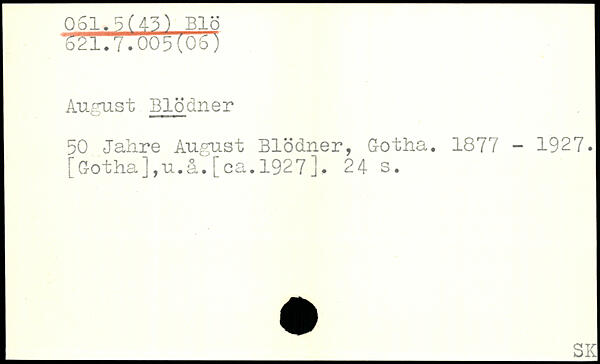 061.5(43) Blö
621.7.005(06)
August Blödner
50 Jahre August Blödner, Gotha. 1877 - 1927.
[Gotha],u.å.[ca.1927]. 24 s.
SK